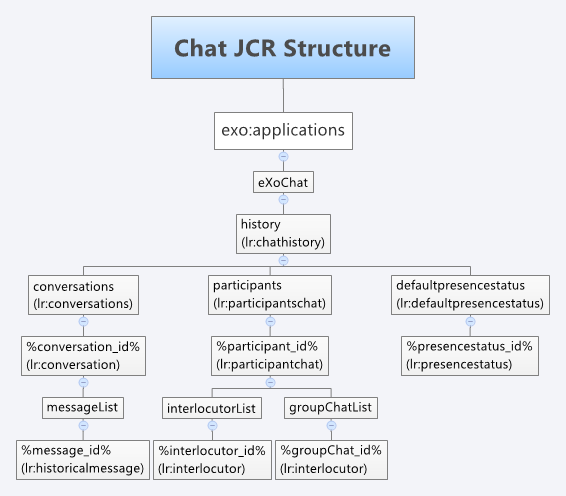 Chat JCR Structure
exo:applications
eXoChat
history
(lr:chathistory)
conversations
(lr:conversations)
participants
(lr:participantschat)
defaultpresencestatus
(lr:defaultpresencestatus)
%conversation_id%
(lr:conversation)
%participant_id%
(lr:participantchat)
%presencestatus_id%
(lr:presencestatus)
messageList
interlocutorList
groupChatList
%message_id%
(lr:historicalmessage)
%interlocutor_id%
(lr:interlocutor)
%groupChat_id%
(lr:interlocutor)